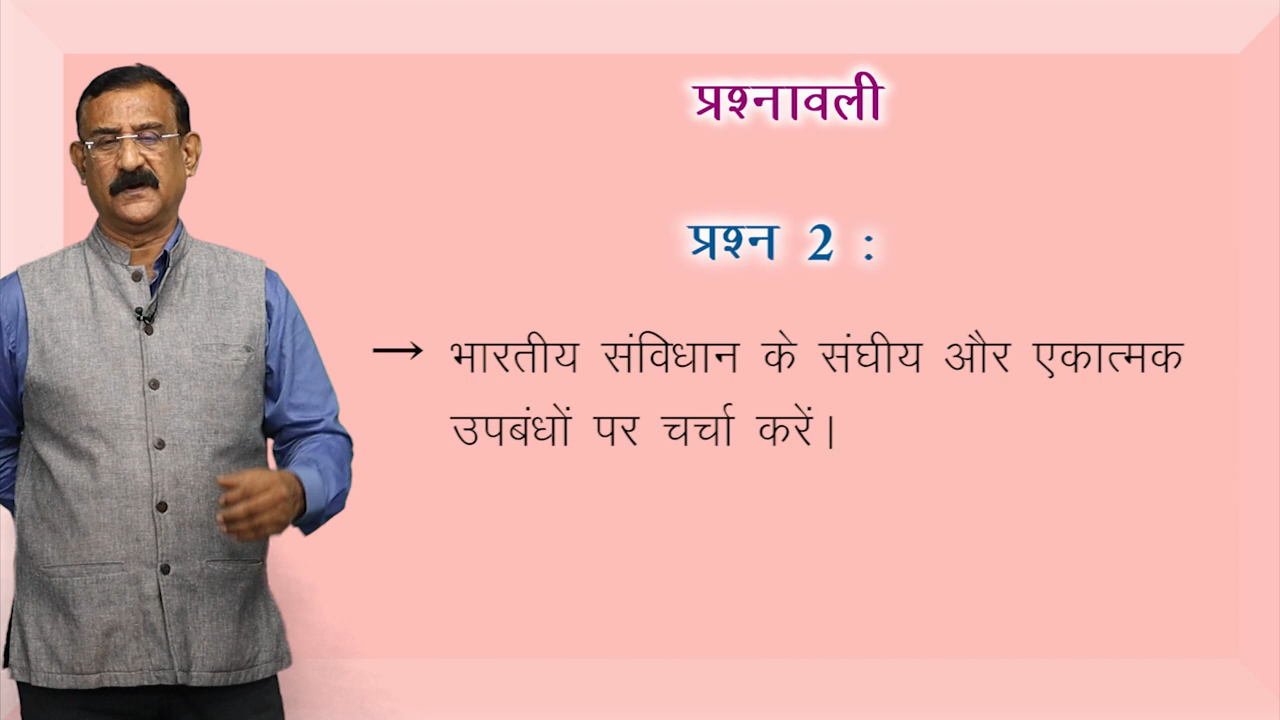 प्रश्नावली
प्रश्न 2 :
→ भारतीय संविधान के संघीय और एकात्मक
उपबंधों पर चर्चा करें।